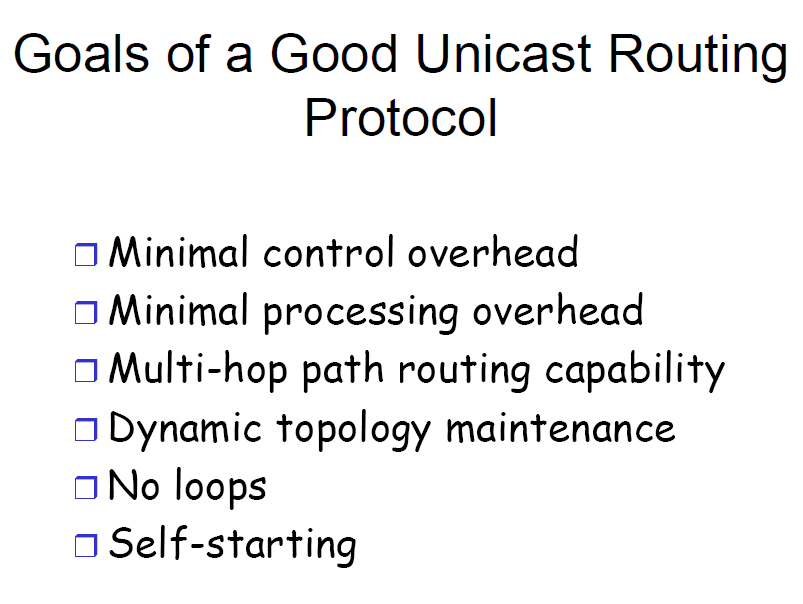 Goals of a Good Unicast Routing
Protocol
Minimal control overhead
Minimal processing overhead
Multi-hop path routing capability
Dynamic topology maintenance
No loops
Self-starting